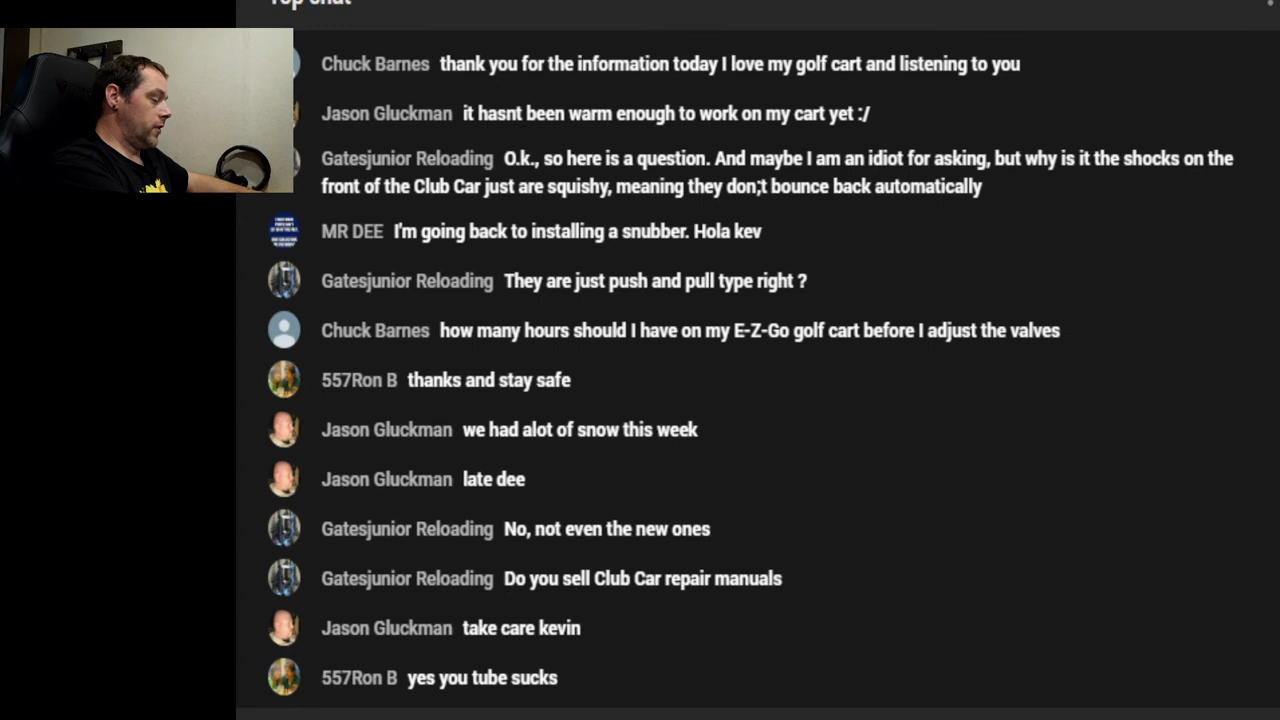 Top chat
Chuck Barnes thank you for the information today I love my golf cart and listening to you
Jason Gluckman it hasnt been warm enough to work on my cart yet :/
Gatesjunior Reloading O.k., so here is a question. And maybe I am an idiot for asking, but why is it the shocks on the
front of the Club Car just are squishy, meaning they don;t bounce back automatically
MR DEE I'm going back to installing a snubber. Hola kev
Gatesjunior Reloading They are just push and pull type right ?
Chuck Barnes how many hours should I have on my E-Z-Go golf cart before I adjust the valves
557Ron B thanks and stay safe
Jason Gluckman we had alot of snow this week
Jason Gluckman late dee
Gatesjunior Reloading No, not even the new ones
Gatesjunior Reloading Do you sell Club Car repair manuals
Jason Gluckman take care kevin
557Ron B yes you tube sucks